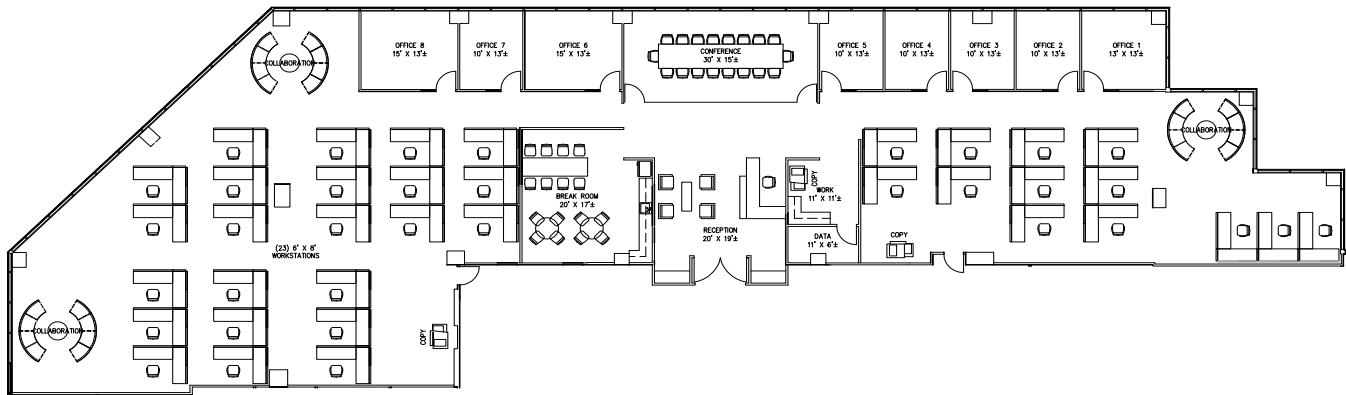 OFFICE 8
15' X 13'±
OFFICE 7
10' X 13'±
OFFICE 6
15' X 13'±
CONFERENCE
30' X 15'±
OFFICE 5
10' X 13'±
OFFICE 4
10' X 13'±
OFFICE 3
10' X 13'±
OFFICE 2
10' X 13'±
OFFICE 1
13' X 13'±
COLLABORATION
COLLABORATION
BREAK ROOM
20' X 17'±
COPY
WORK
11' X 11'±
RECEPTION
20' X 19'±
DATA
11' X 6'±
COPY
(23) 6' X 8'
WORKSTATIONS
COLLABORATION
COPY